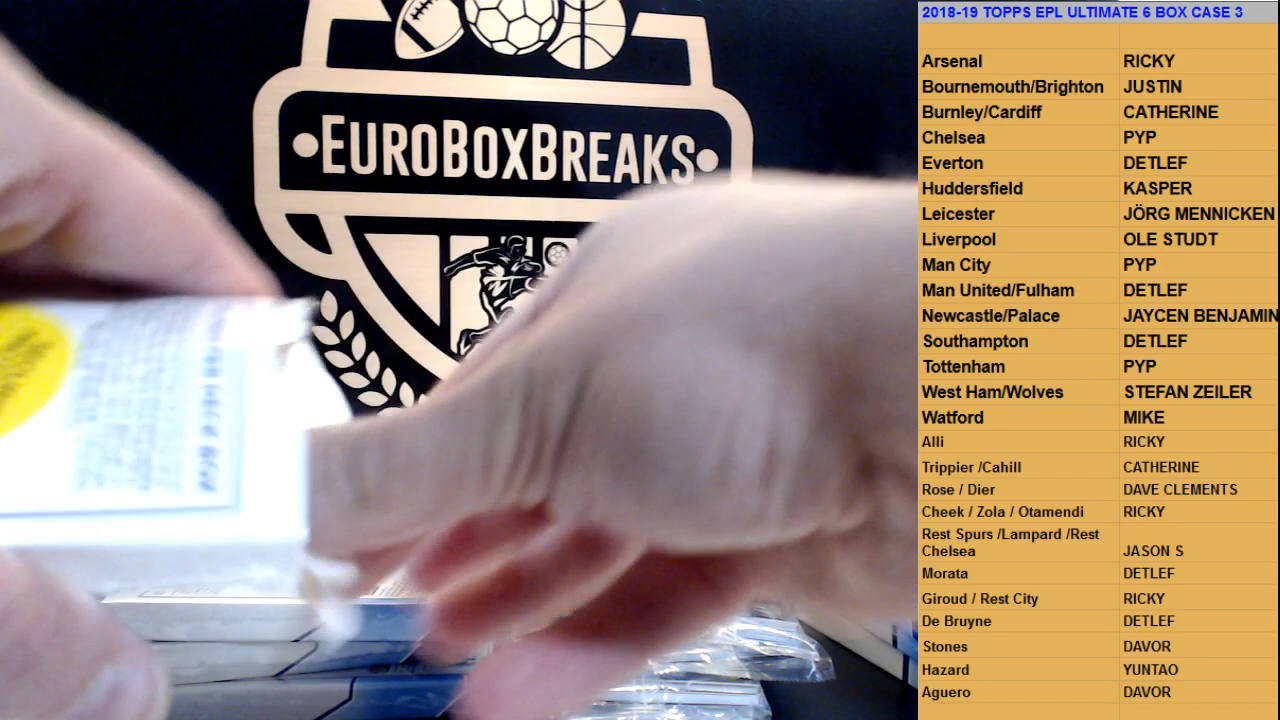 EUROBOXBREAKS
2018-19 TOPPS EPL ULTIMATE 6 BOX CASE 3
Arsenal RICKY
Bournemouth/Brighton JUSTIN
Burnley/Cardiff CATHERINE
Chelsea PYP
Everton DETLEF
Huddersfield KASPER
Leicester JÖRG MENNICKEN
Liverpool OLE STUDT
Man City PYP
Man United/Fulham DETLEF
Newcastle/Palace JAYCEN BENJAMIN
Southampton DETLEF
Tottenham PYP
West Ham/Wolves STEFAN ZEILER
Watford MIKE
Alli RICKY
Trippier /Cahill CATHERINE
Rose / Dier DAVE CLEMENTS
Cheek / Zola / Otamendi RICKY
Rest Spurs /Lampard /Rest
Chelsea JASON S
Morata DETLEF
Giroud / Rest City RICKY
De Bruyne DETLEF
Stones DAVOR
Hazard YUNTAO
Aguero DAVOR